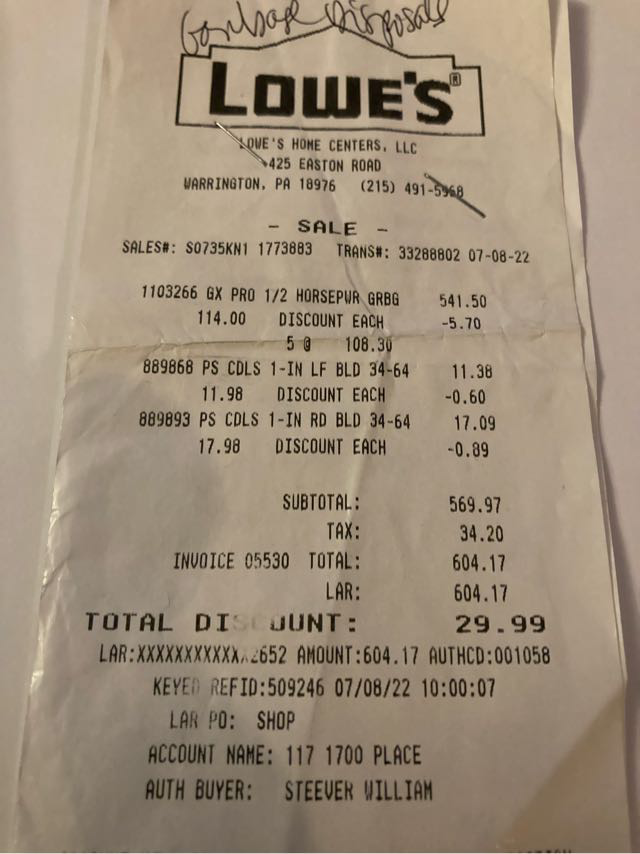 Garbage Disposals
LOWE'S®
LOWE'S HOME CENTERS, LLC
425 EASTON ROAD
WARRINGTON, PA 18976 (215) 491-5968
- SALE -
SALES#: S0735KN1 1773883 TRANS#: 33288802 07-08-22
1103266 GX PRO 1/2 HORSEPWR GRBG 541.50
114.00 DISCOUNT EACH -5.70
5 @ 108.30
889868 PS CDLS 1-IN LF BLD 34-64 11.38
11.98 DISCOUNT EACH -0.60
889893 PS CDLS 1-IN RD BLD 34-64 17.09
17.98 DISCOUNT EACH -0.89
SUBTOTAL: 569.97
TAX: 34.20
INVOICE 05530 TOTAL: 604.17
LAR: 604.17
TOTAL DISCOUNT: 29.99
LAR:XXXXXXXXXXXX2652 AMOUNT:604.17 AUTHCD:001058
KEYED REFID:509246 07/08/22 10:00:07
LAR PO: SHOP
ACCOUNT NAME: 117 1700 PLACE
AUTH BUYER: STEEVER WILLIAM